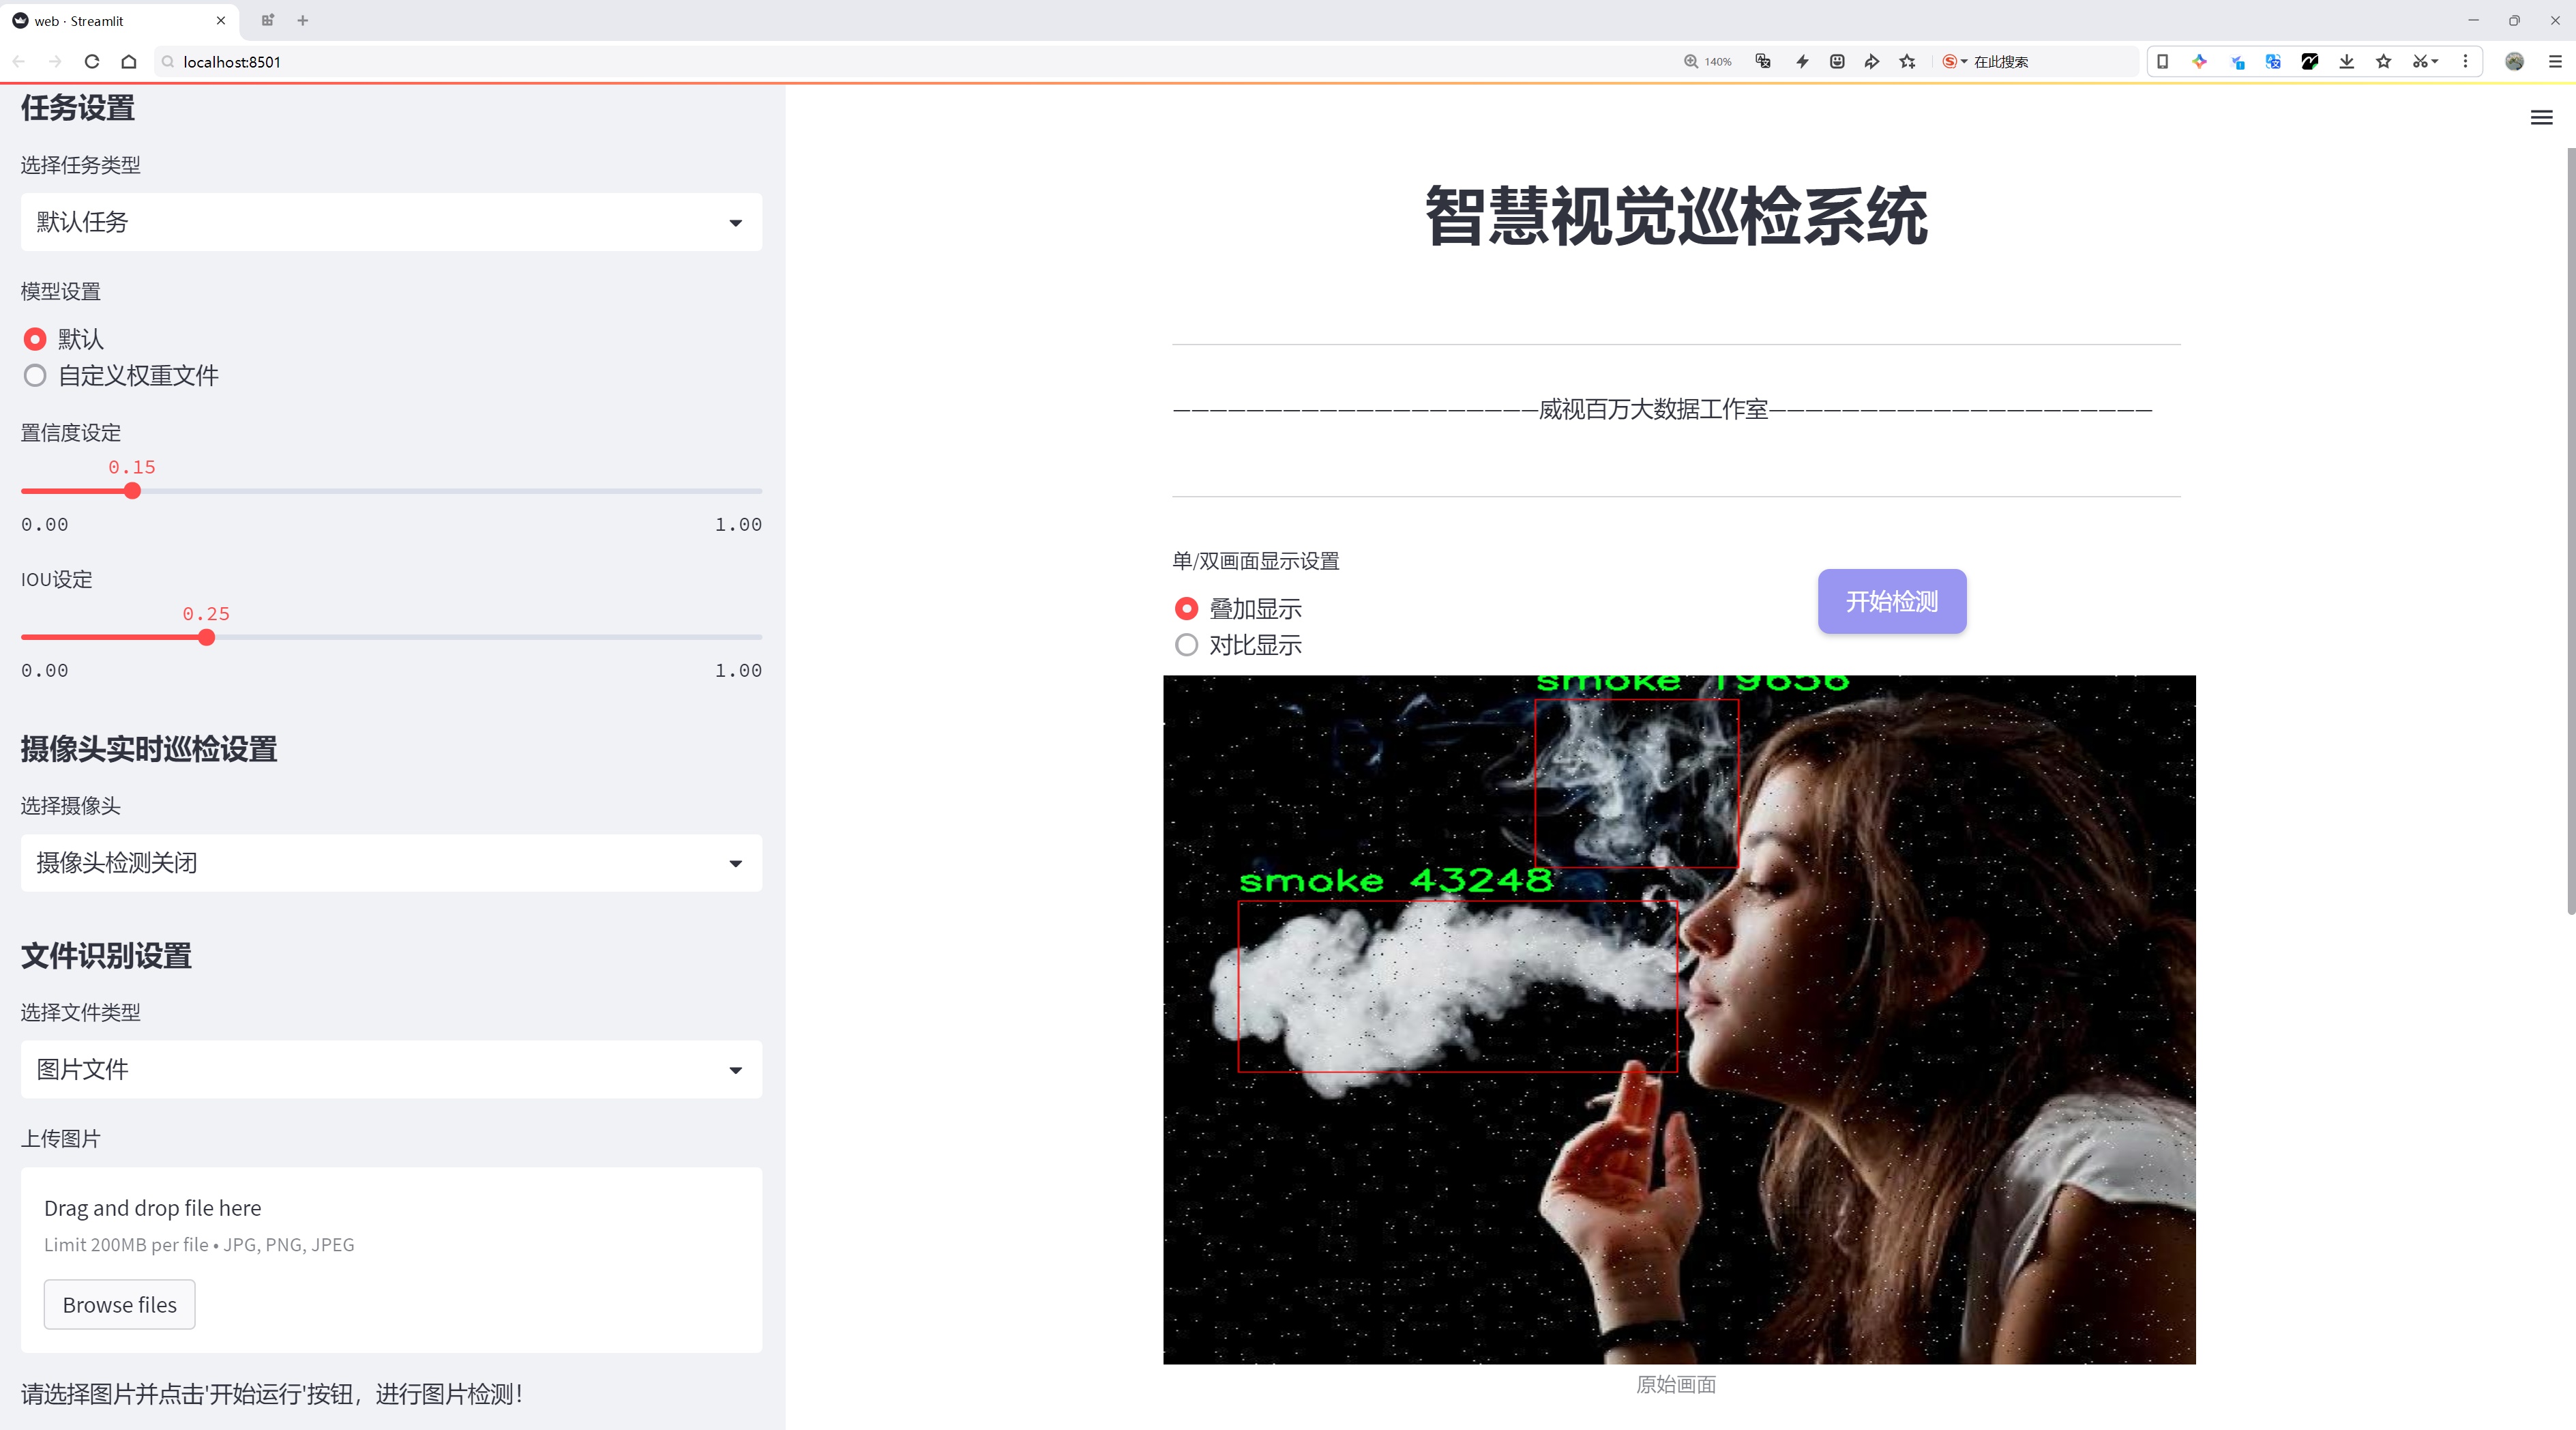 web · Streamlit
localhost:8501
140%
在此搜索
任务设置
选择任务类型
默认任务
模型设置
默认
自定义权重文件
置信度设定
0.15
0.00
1.00
IOU设定
0.25
0.00
1.00
摄像头实时巡检设置
选择摄像头
摄像头检测关闭
文件识别设置
选择文件类型
图片文件
上传图片
Drag and drop file here
Limit 200MB per file • JPG, PNG, JPEG
Browse files
请选择图片并点击'开始运行'按钮，进行图片检测！
智慧视觉巡检系统
————————————————————威视百万大数据工作室—————————————————————
单/双画面显示设置
叠加显示
对比显示
开始检测
smoke 19656
smoke 43248
原始画面